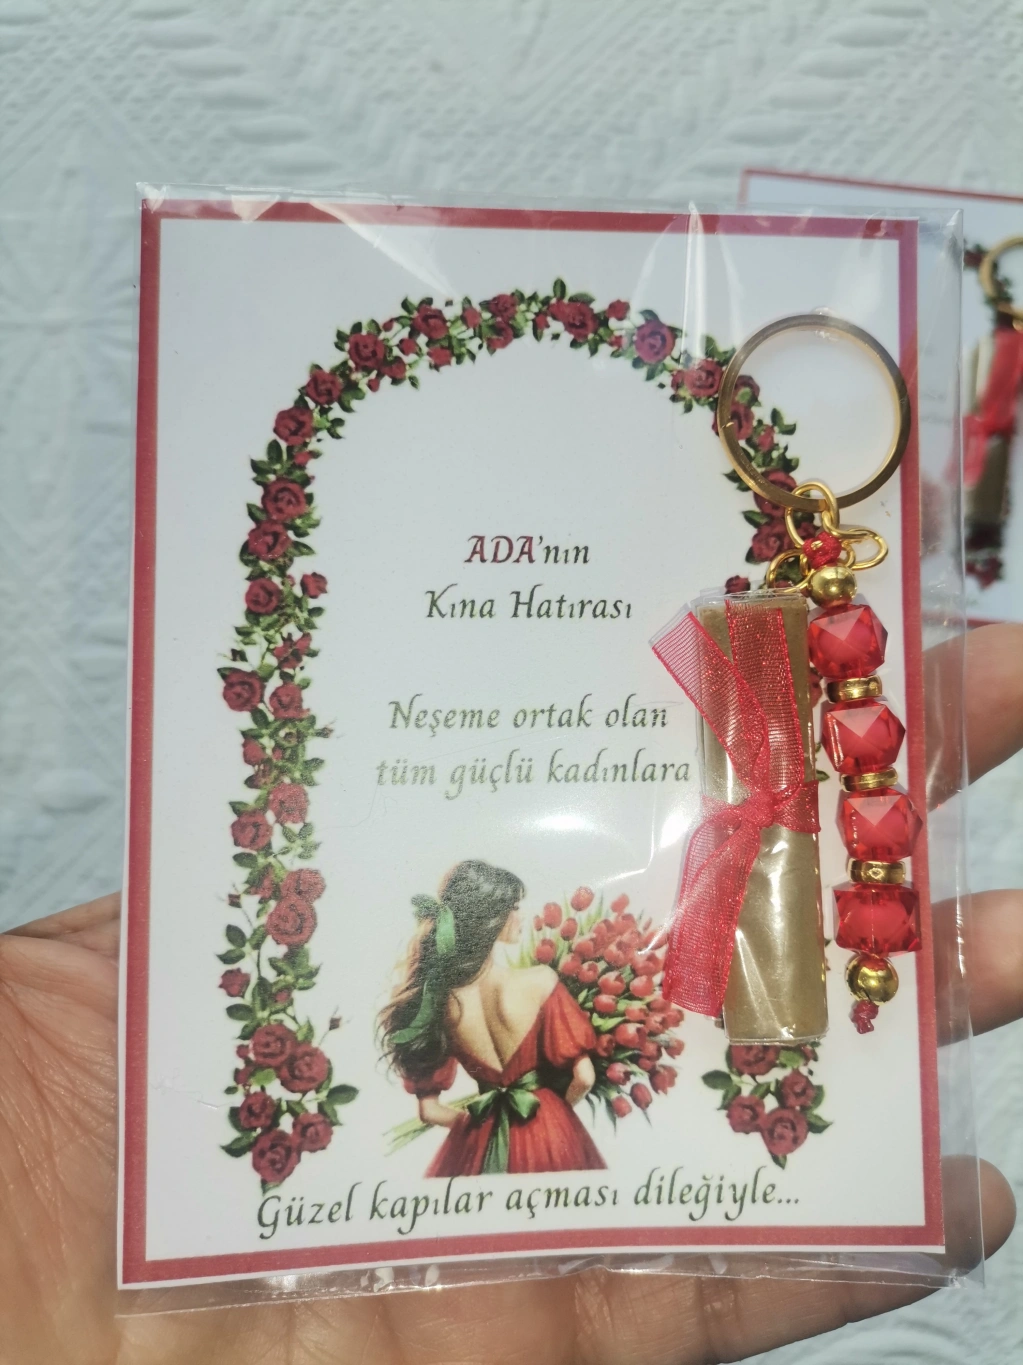 ADA'nın
Kına Hatırası
Neşeme ortak olan
tüm güçlü kadınlara
Güzel kapılar açması dileğiyle...